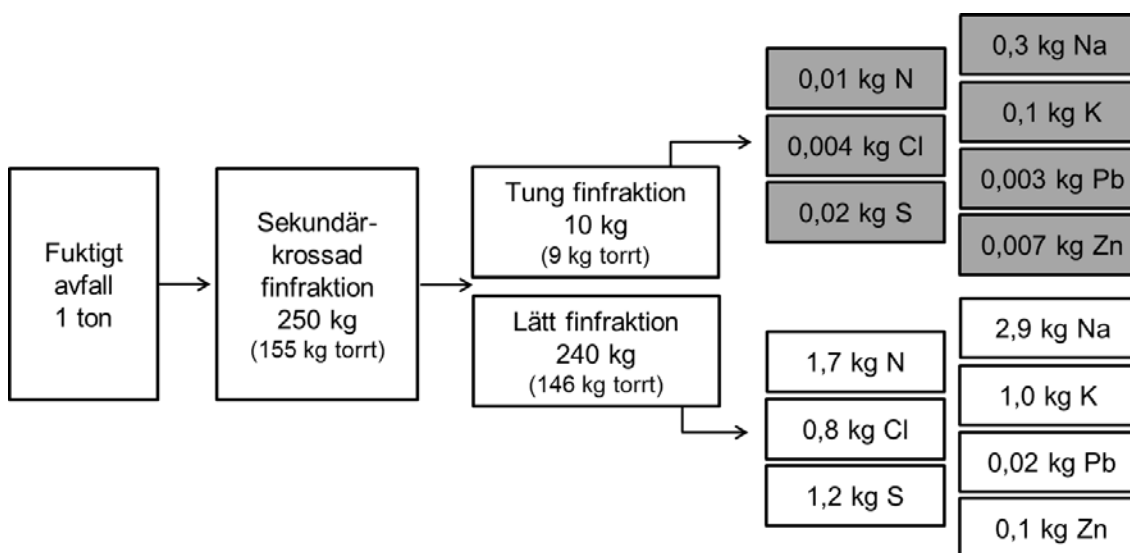 Fuktigt
avfall
1 ton
Sekundär-
krossad
finfraktion
250 kg
(155 kg torrt)
Tung finfraktion
10 kg
(9 kg torrt)
Lätt finfraktion
240 kg
(146 kg torrt)
0,01 kg N
0,004 kg Cl
0,02 kg S
0,3 kg Na
0,1 kg K
0,003 kg Pb
0,007 kg Zn
1,7 kg N
0,8 kg Cl
1,2 kg S
2,9 kg Na
1,0 kg K
0,02 kg Pb
0,1 kg Zn